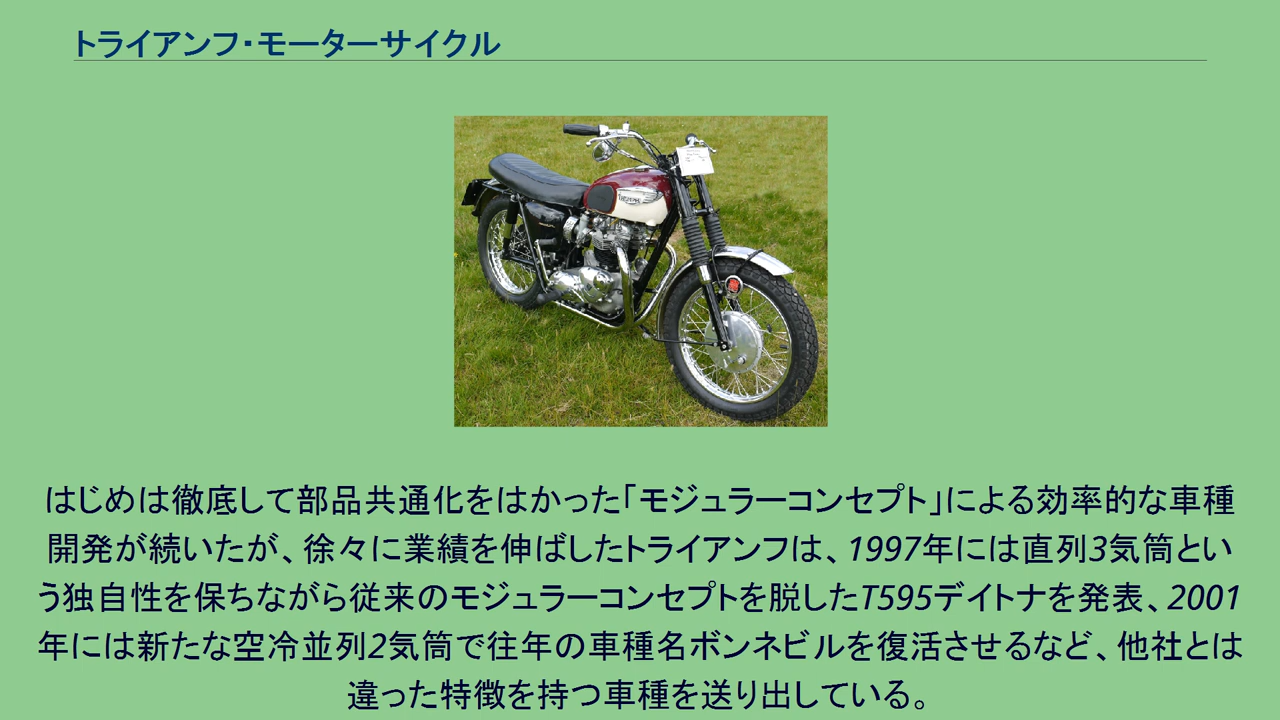 トライアンフ・モーターサイクル
TRIUMPH
はじめは徹底して部品共通化をはかった「モジュラーコンセプト」による効率的な車種
開発が続いたが、徐々に業績を伸ばしたトライアンフは、1997年には直列3気筒とい
う独自性を保ちながら従来のモジュラーコンセプトを脱したT595デイトナを発表、2001
年には新たな空冷並列2気筒で往年の車種名ボンネビルを復活させるなど、他社とは
違った特徴を持つ車種を送り出している。